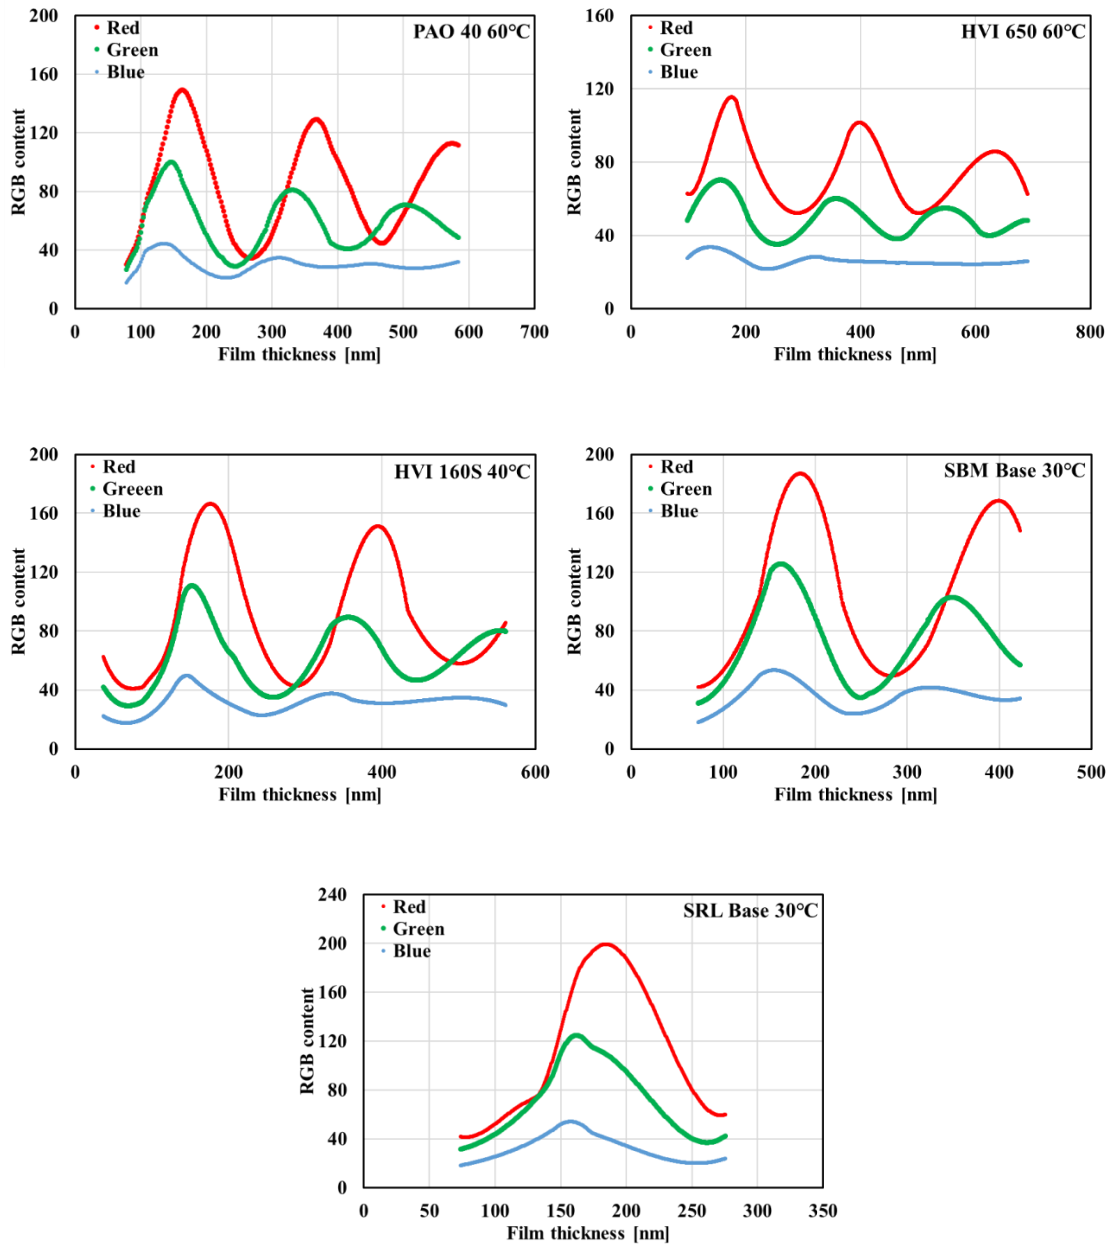 PAO 40 60°C
Red
Green
Blue
RGB content
200
160
120
80
40
0
0 100 200 300 400 500 600 700
Film thickness [nm]
HVI 650 60°C
Red
Green
Blue
RGB content
160
120
80
40
0
0 200 400 600 800
Film thickness [nm]
HVI 160S 40°C
Red
Greeen
Blue
RGB content
200
160
120
80
40
0
0 200 400 600
Film thickness [nm]
SBM Base 30°C
Red
Green
Blue
RGB content
200
160
120
80
40
0
0 100 200 300 400 500
Film thickness [nm]
SRL Base 30°C
Red
Green
Blue
RGB content
240
200
160
120
80
40
0
0 50 100 150 200 250 300 350
Film thickness [nm]